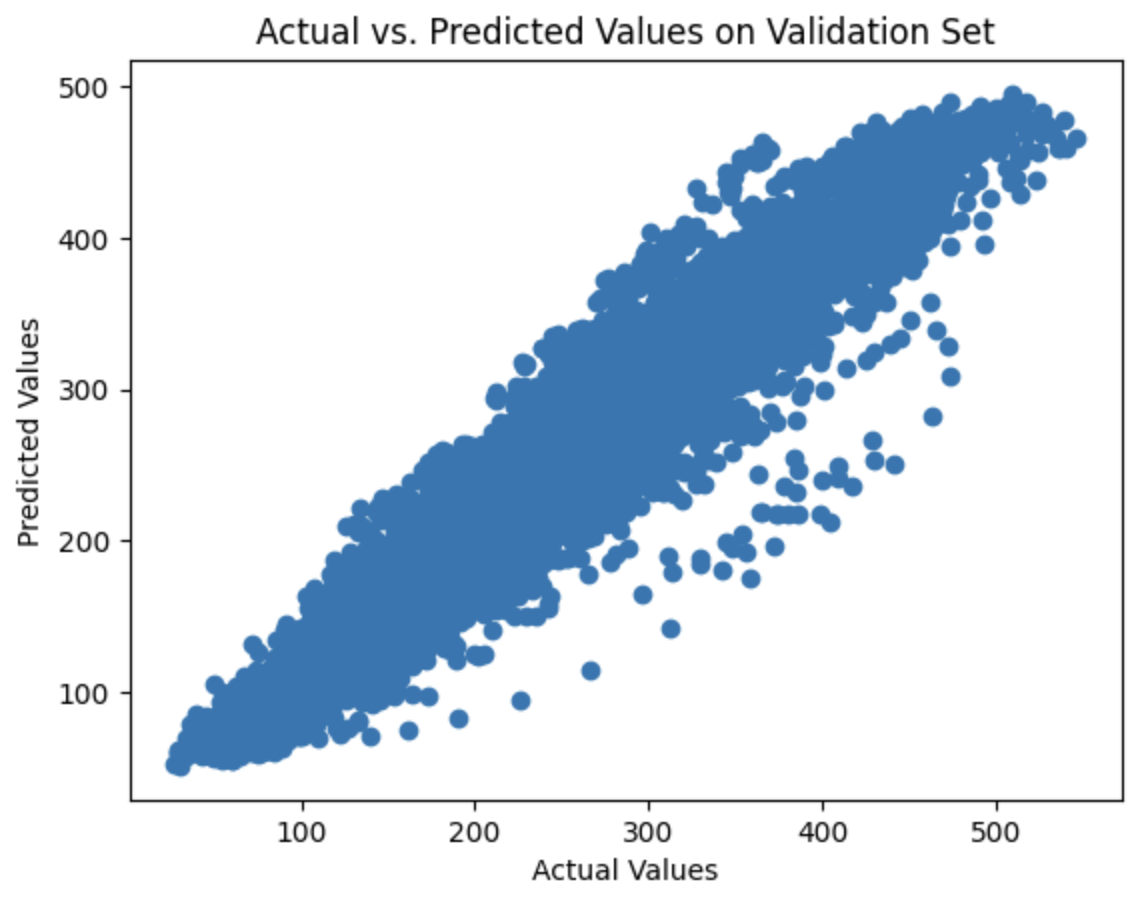 Actual vs. Predicted Values on Validation Set
500
400
300
200
100
Predicted Values
100 200 300 400 500
Actual Values